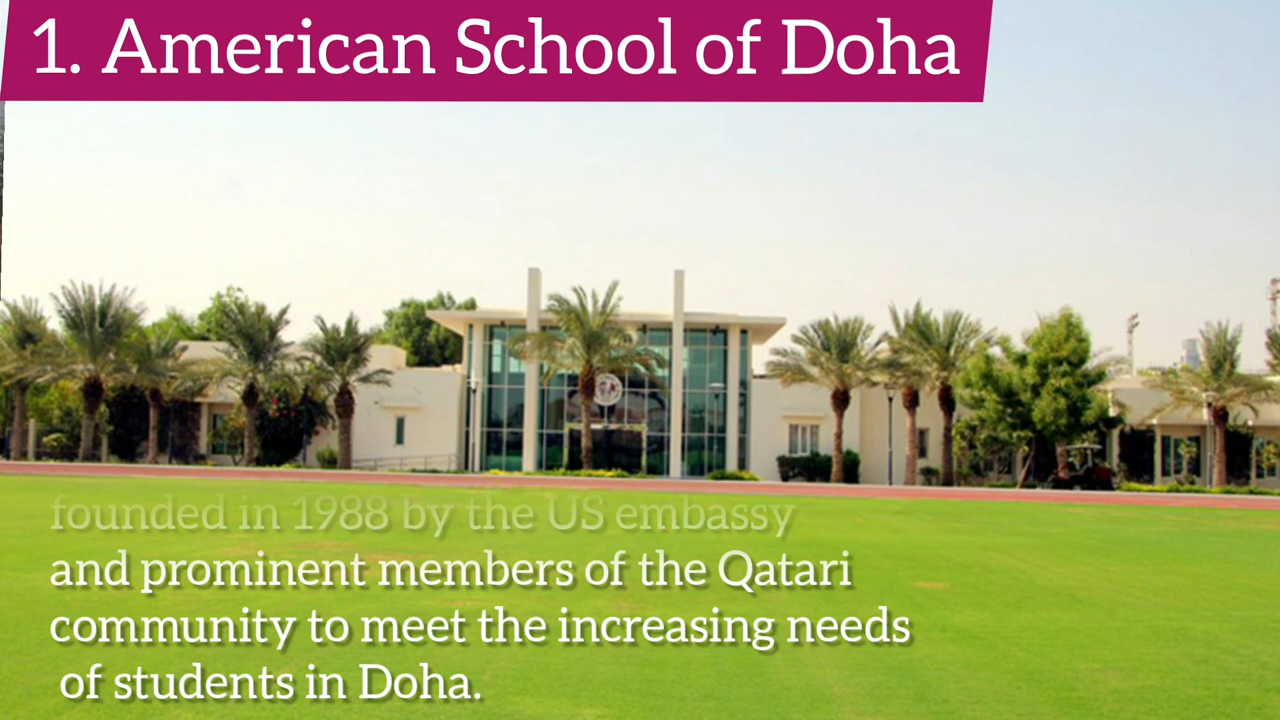 1. American School of Doha
founded in 1988 by the US embassy
and prominent members of the Qatari
community to meet the increasing needs
of students in Doha.